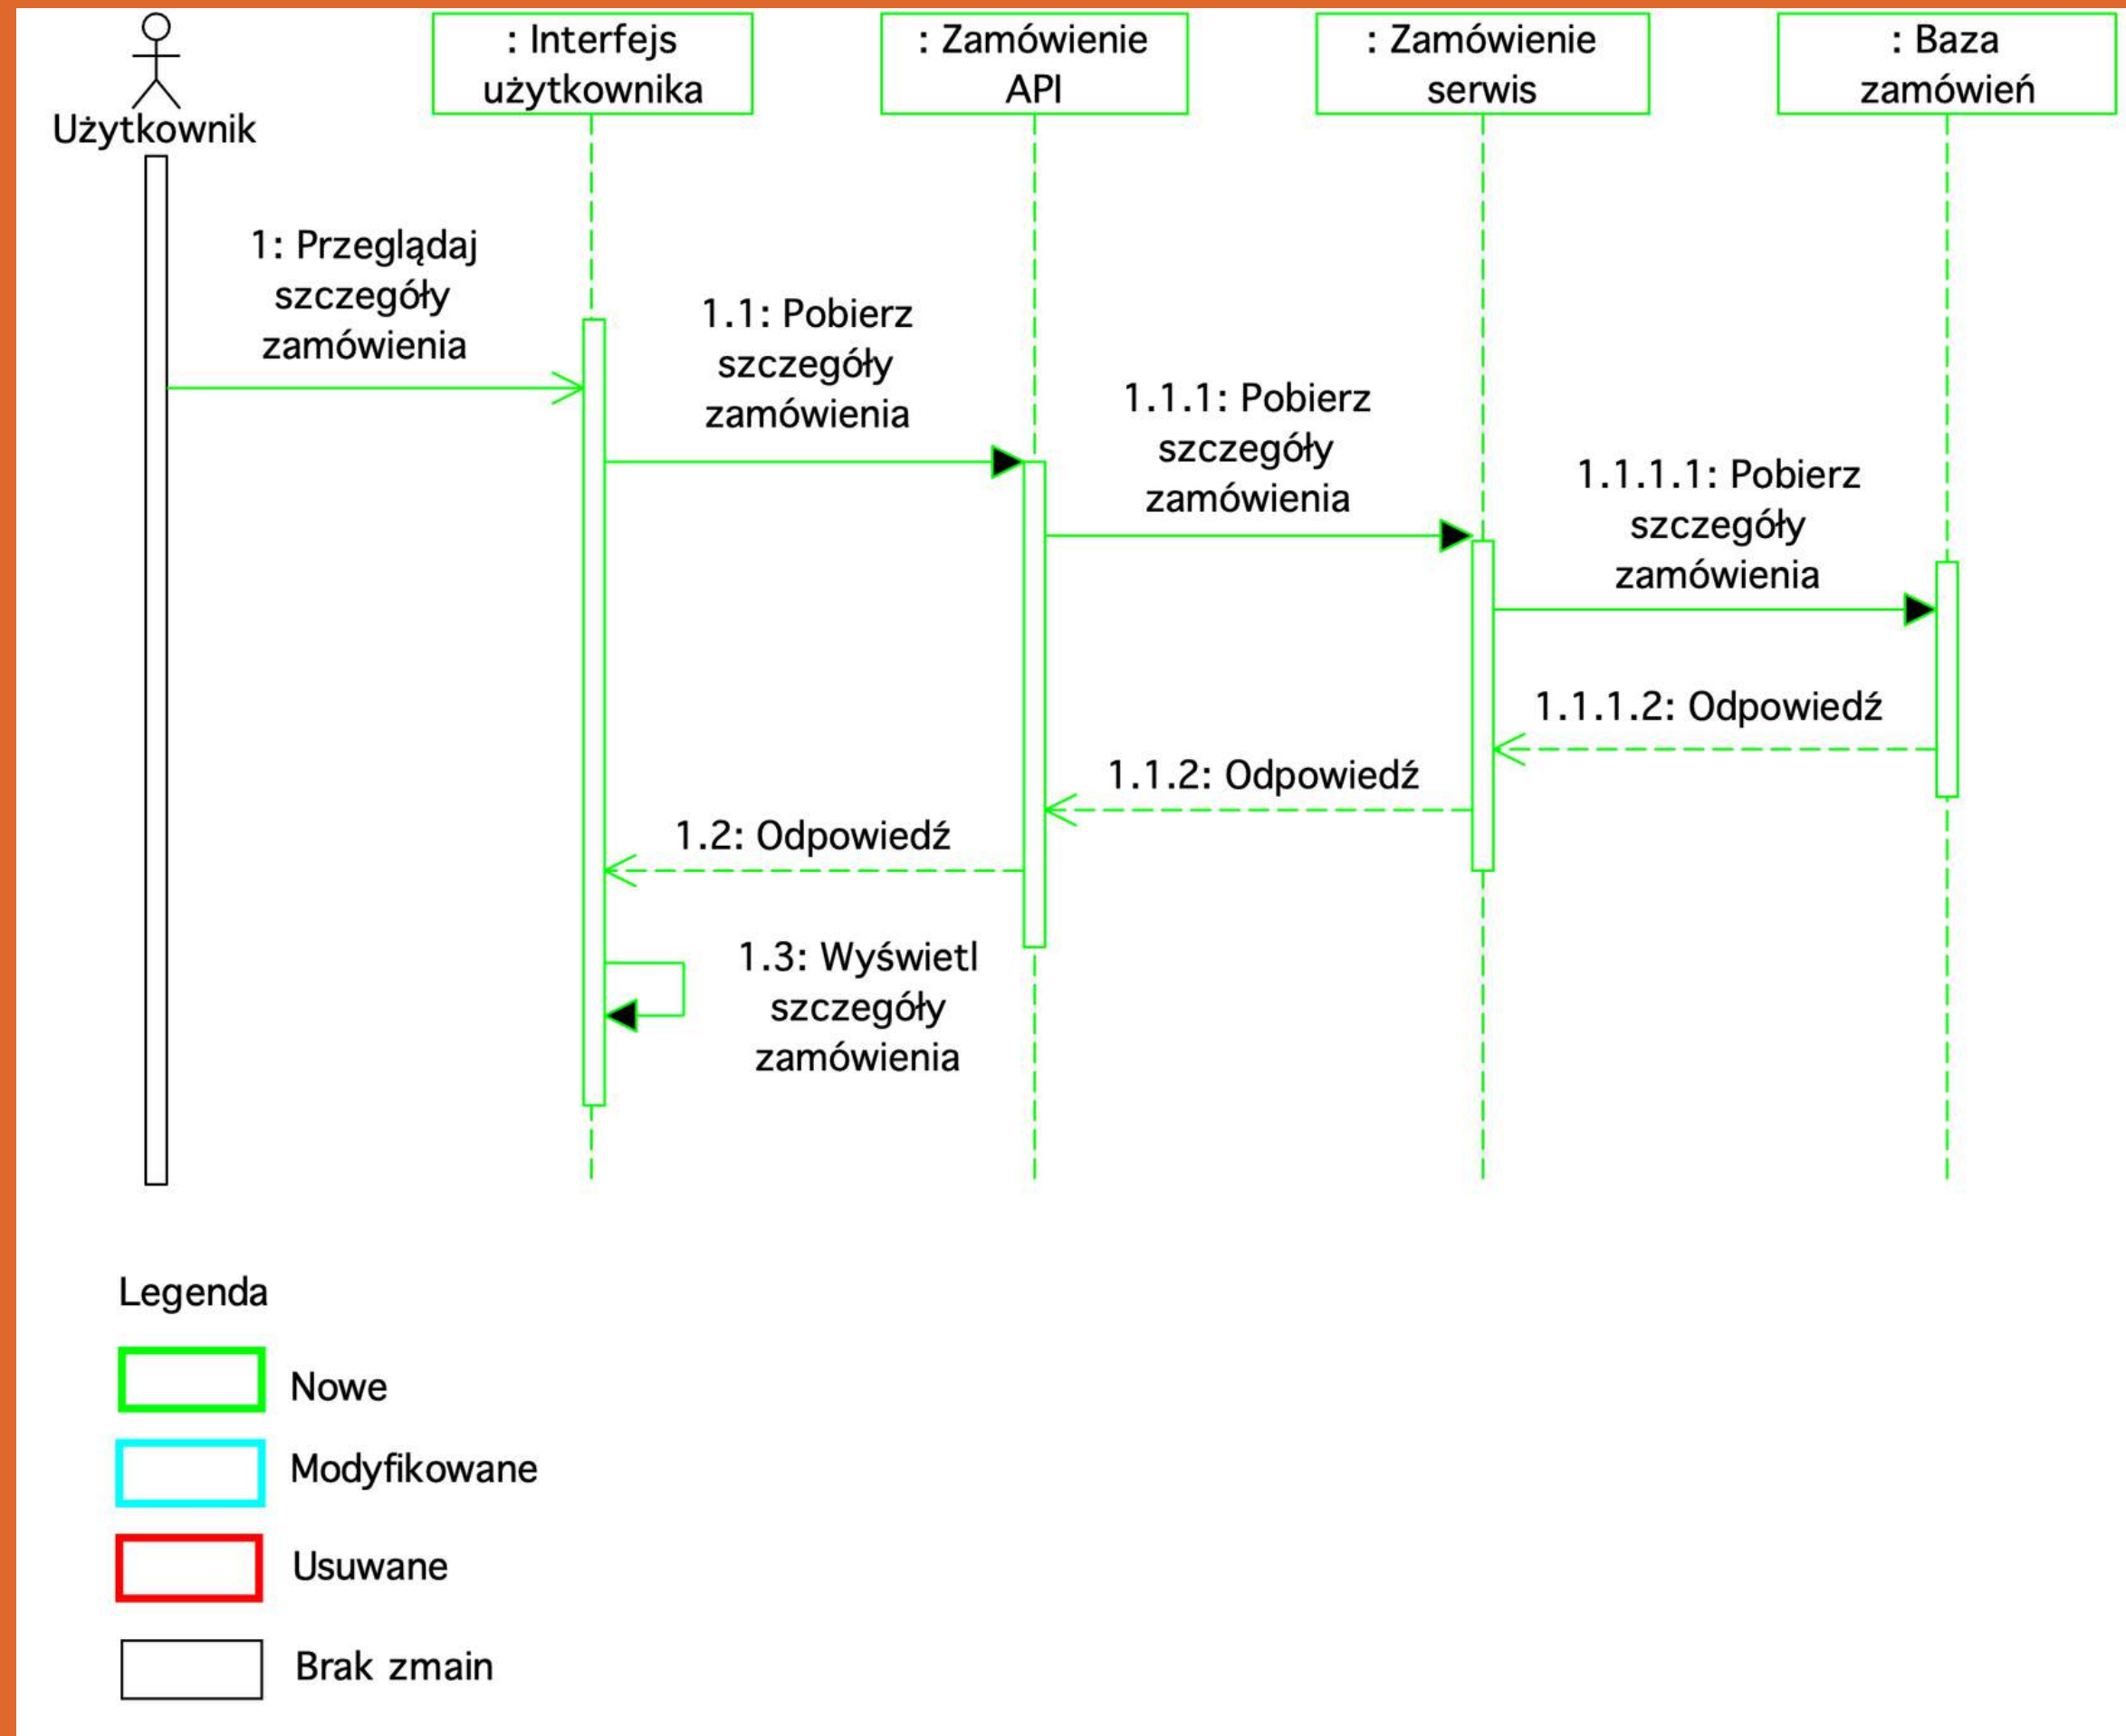 Użytkownik
: Interfejs
użytkownika
: Zamówienie
API
: Zamówienie
serwis
: Baza
zamówień
1: Przeglądaj
szczegóły
zamówienia
1.1: Pobierz
szczegóły
zamówienia
1.1.1: Pobierz
szczegóły
zamówienia
1.1.1.1: Pobierz
szczegóły
zamówienia
1.1.1.2: Odpowiedź
1.1.2: Odpowiedź
1.2: Odpowiedź
1.3: Wyświetl
szczegóły
zamówienia
Legenda
Nowe
Modyfikowane
Usuwane
Brak zmain